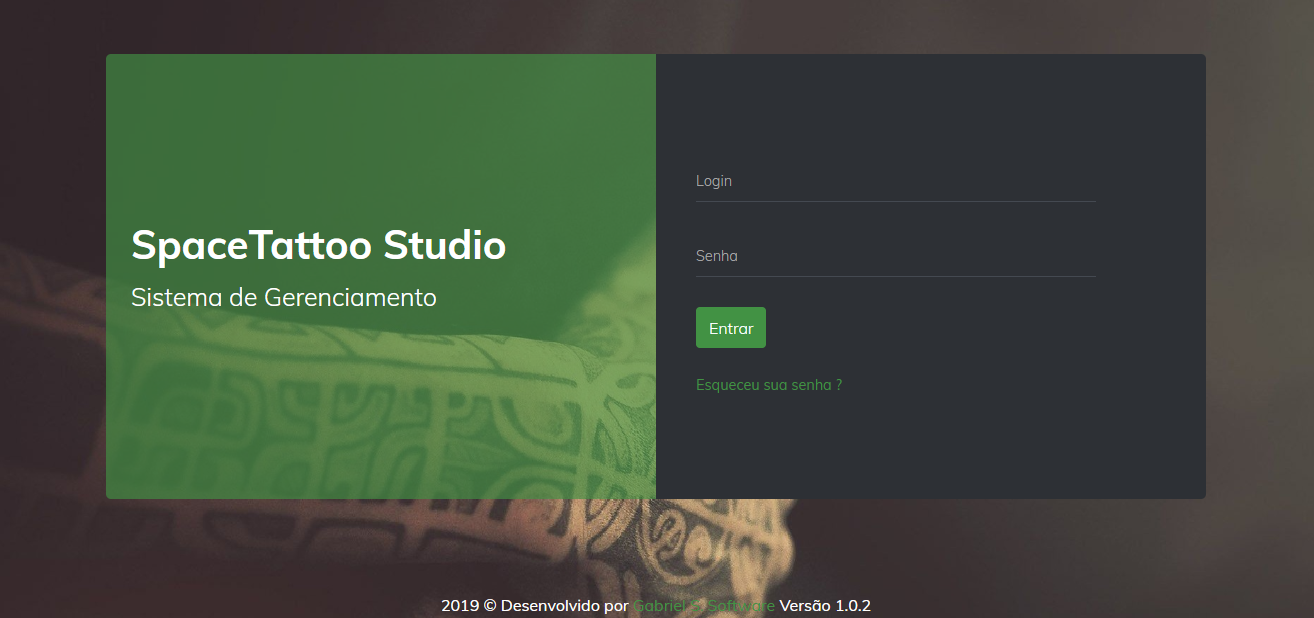 SpaceTattoo Studio
Sistema de Gerenciamento
Login
Senha
Entrar
Esqueceu sua senha ?
2019 © Desenvolvido por Gabriel Software Versão 1.0.2